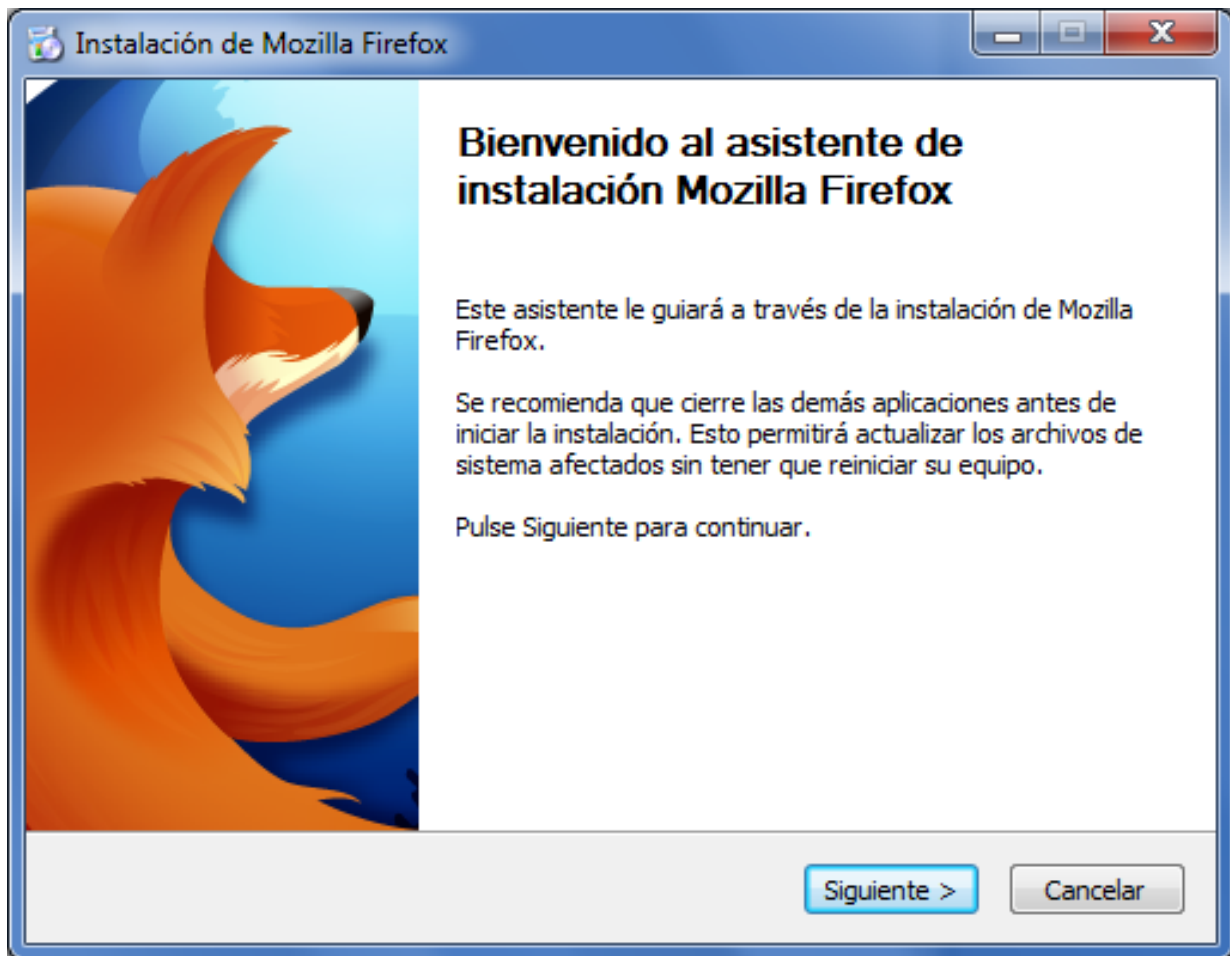 Instalación de Mozilla Firefox
Bienvenido al asistente de
instalación Mozilla Firefox
Este asistente le guiará a través de la instalación de Mozilla
Firefox.
Se recomienda que cierre las demás aplicaciones antes de
iniciar la instalación. Esto permitirá actualizar los archivos de
sistema afectados sin tener que reiniciar su equipo.
Pulse Siguiente para continuar.
Siguiente >
Cancelar